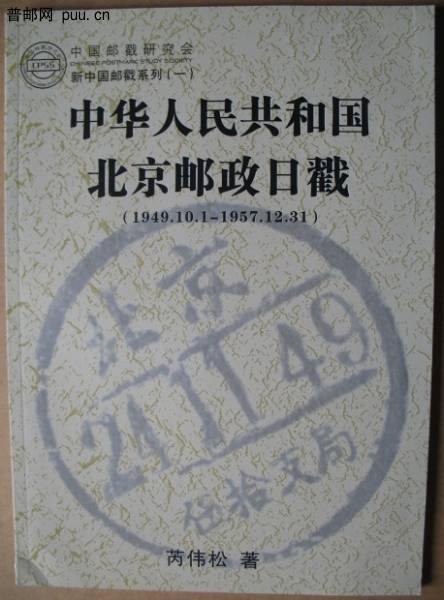 普邮网 puu.cn
CPSS
中国邮戳研究会
CHINESE POSTMARK STUDY SOCIETY
新中国邮戳系列(一)
中华人民共和国
北京邮政日戳
(1949.10.1-1957.12.31)
北京
24 11 49
伍拾支局
芮伟松 著